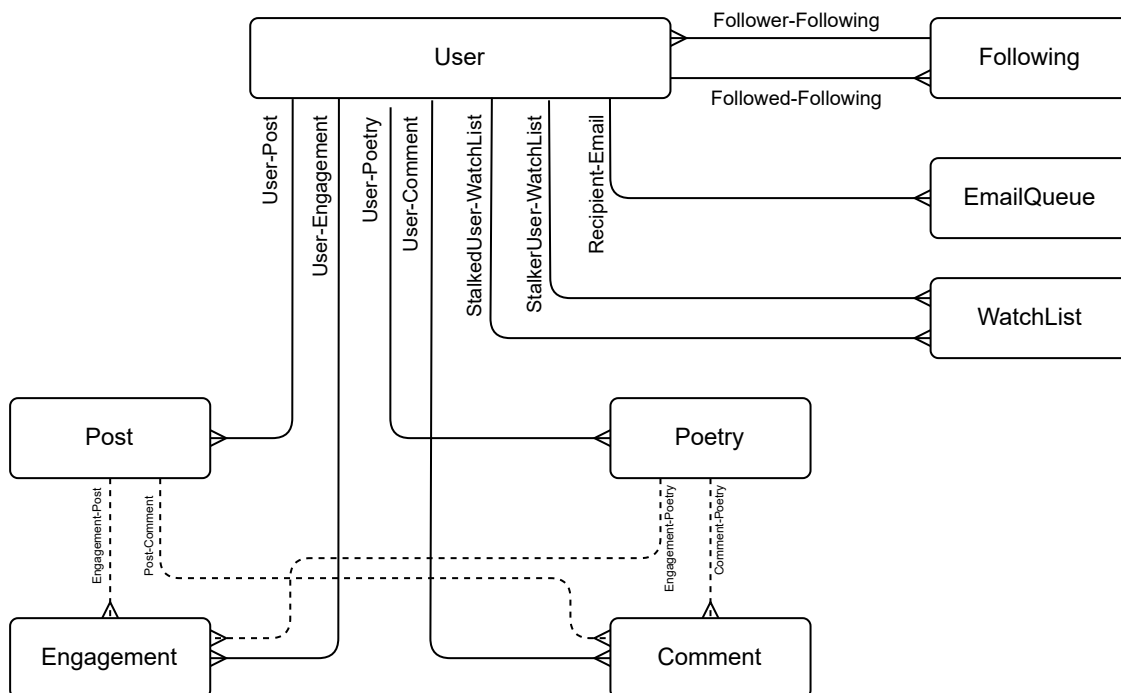 Follower-Following
User
Following
Followed-Following
User-Post
User-Engagement
User-Poetry
User-Comment
StalkedUser-WatchList
StalkerUser-WatchList
Recipient-Email
EmailQueue
WatchList
Post
Poetry
Engagement-Post
Post-Comment
Engagement-Poetry
Comment-Poetry
Engagement
Comment